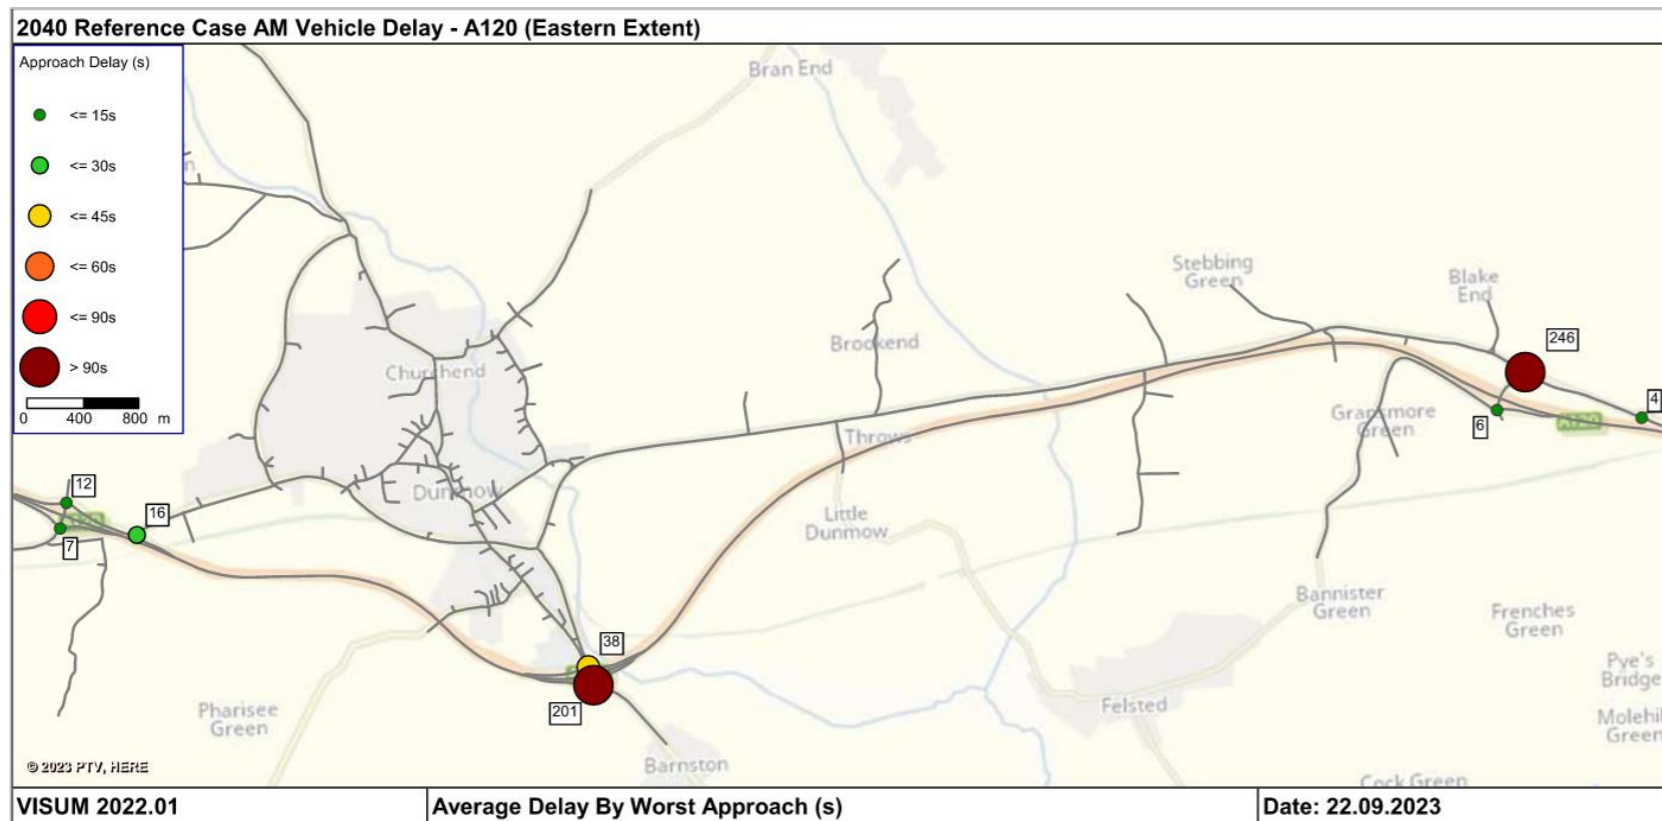 2040 Reference Case AM Vehicle Delay - A120 (Eastern Extent)
Approach Delay (s)
<= 15s
<= 30s
<= 45s
<= 60s
<= 90s
> 90s
0 400 800 m
n
Bran End
Stebbing
Green
Blake
End
246
Brookend
Churchend
4
Gransmore
Green
6
A120
Throws
12
Dunmow
16
7
Little
Dunmow
Bannister
Green
Frenches
Green
38
Pye's
Bridge
201
Pharisee
Green
Felsted
Molehil
Green
© 2023 PTV, HERE
Barnston
Cock Green
VISUM 2022.01
Average Delay By Worst Approach (s)
Date: 22.09.2023